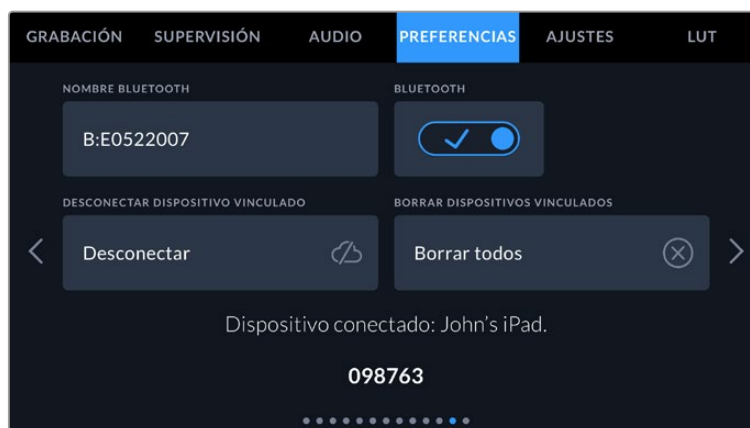 GRABACIÓN SUPERVISIÓN AUDIO PREFERENCIAS AJUSTES LUT
NOMBRE BLUETOOTH BLUETOOTH
B:E0522007
DESCONECTAR DISPOSITIVO VINCULADO BORRAR DISPOSITIVOS VINCULADOS
Desconectar Borrar todos
Dispositivo conectado: John's iPad.
098763